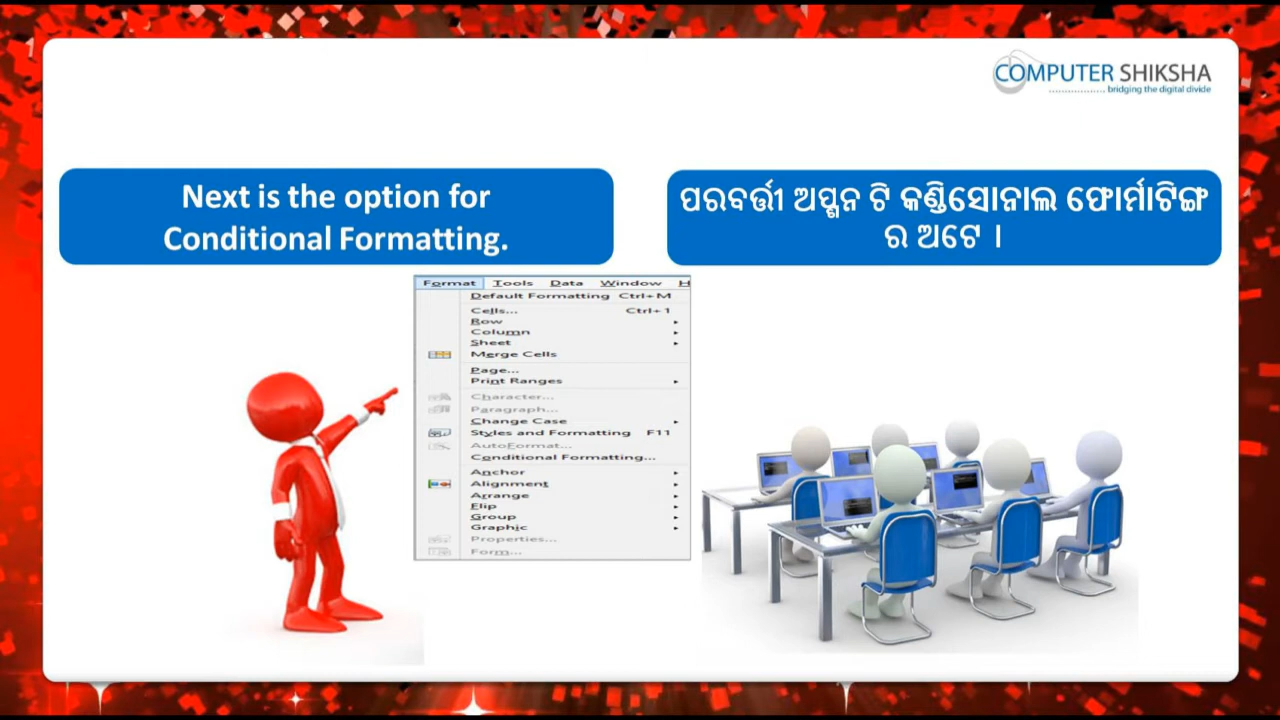 COMPUTER SHIKSHA
bridging the digital divide
Next is the option for
Conditional Formatting.
ପରବର୍ତ୍ତୀ ଅପ୍ସନ ଟି କଣ୍ଡିସୋନାଲ ଫୋର୍ମାଟିଙ୍ଗ
ର ଅଟେ ।
Format Tools Data Window H
Default Formatting Ctrl+M
Cells... Ctrl+1
Row
Column
Sheet
Merge Cells
Page...
Print Ranges
Character...
Paragraph...
Change Case
Styles and Formatting F11
AutoFormat...
Conditional Formatting...
Anchor
Alignment
Arrange
Flip
Group
Graphic
Properties...
Form...